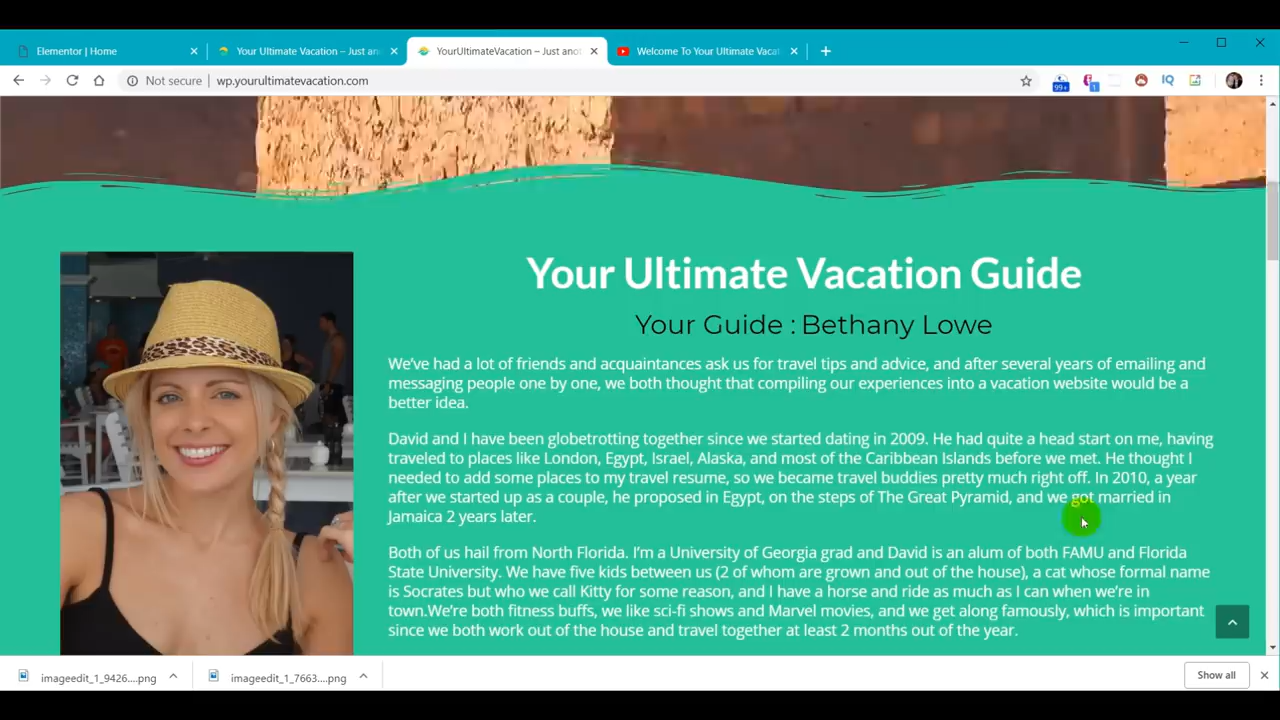 Elementor | Home
Your Ultimate Vacation – Just an
YourUltimateVacation – Just ano
Welcome To Your Ultimate Vacat
Not secure | wp.yourultimatevacation.com
99+
1
IQ
Your Ultimate Vacation Guide
Your Guide : Bethany Lowe
We've had a lot of friends and acquaintances ask us for travel tips and advice, and after several years of emailing and
messaging people one by one, we both thought that compiling our experiences into a vacation website would be a
better idea.
David and I have been globetrotting together since we started dating in 2009. He had quite a head start on me, having
traveled to places like London, Egypt, Israel, Alaska, and most of the Caribbean Islands before we met. He thought I
needed to add some places to my travel resume, so we became travel buddies pretty much right off. In 2010, a year
after we started up as a couple, he proposed in Egypt, on the steps of The Great Pyramid, and we got married in
Jamaica 2 years later.
Both of us hail from North Florida. I'm a University of Georgia grad and David is an alum of both FAMU and Florida
State University. We have five kids between us (2 of whom are grown and out of the house), a cat whose formal name
is Socrates but who we call Kitty for some reason, and I have a horse and ride as much as I can when we're in
town.We're both fitness buffs, we like sci-fi shows and Marvel movies, and we get along famously, which is important
since we both work out of the house and travel together at least 2 months out of the year.
imageedit_1_9426....png
imageedit_1_7663....png
Show all